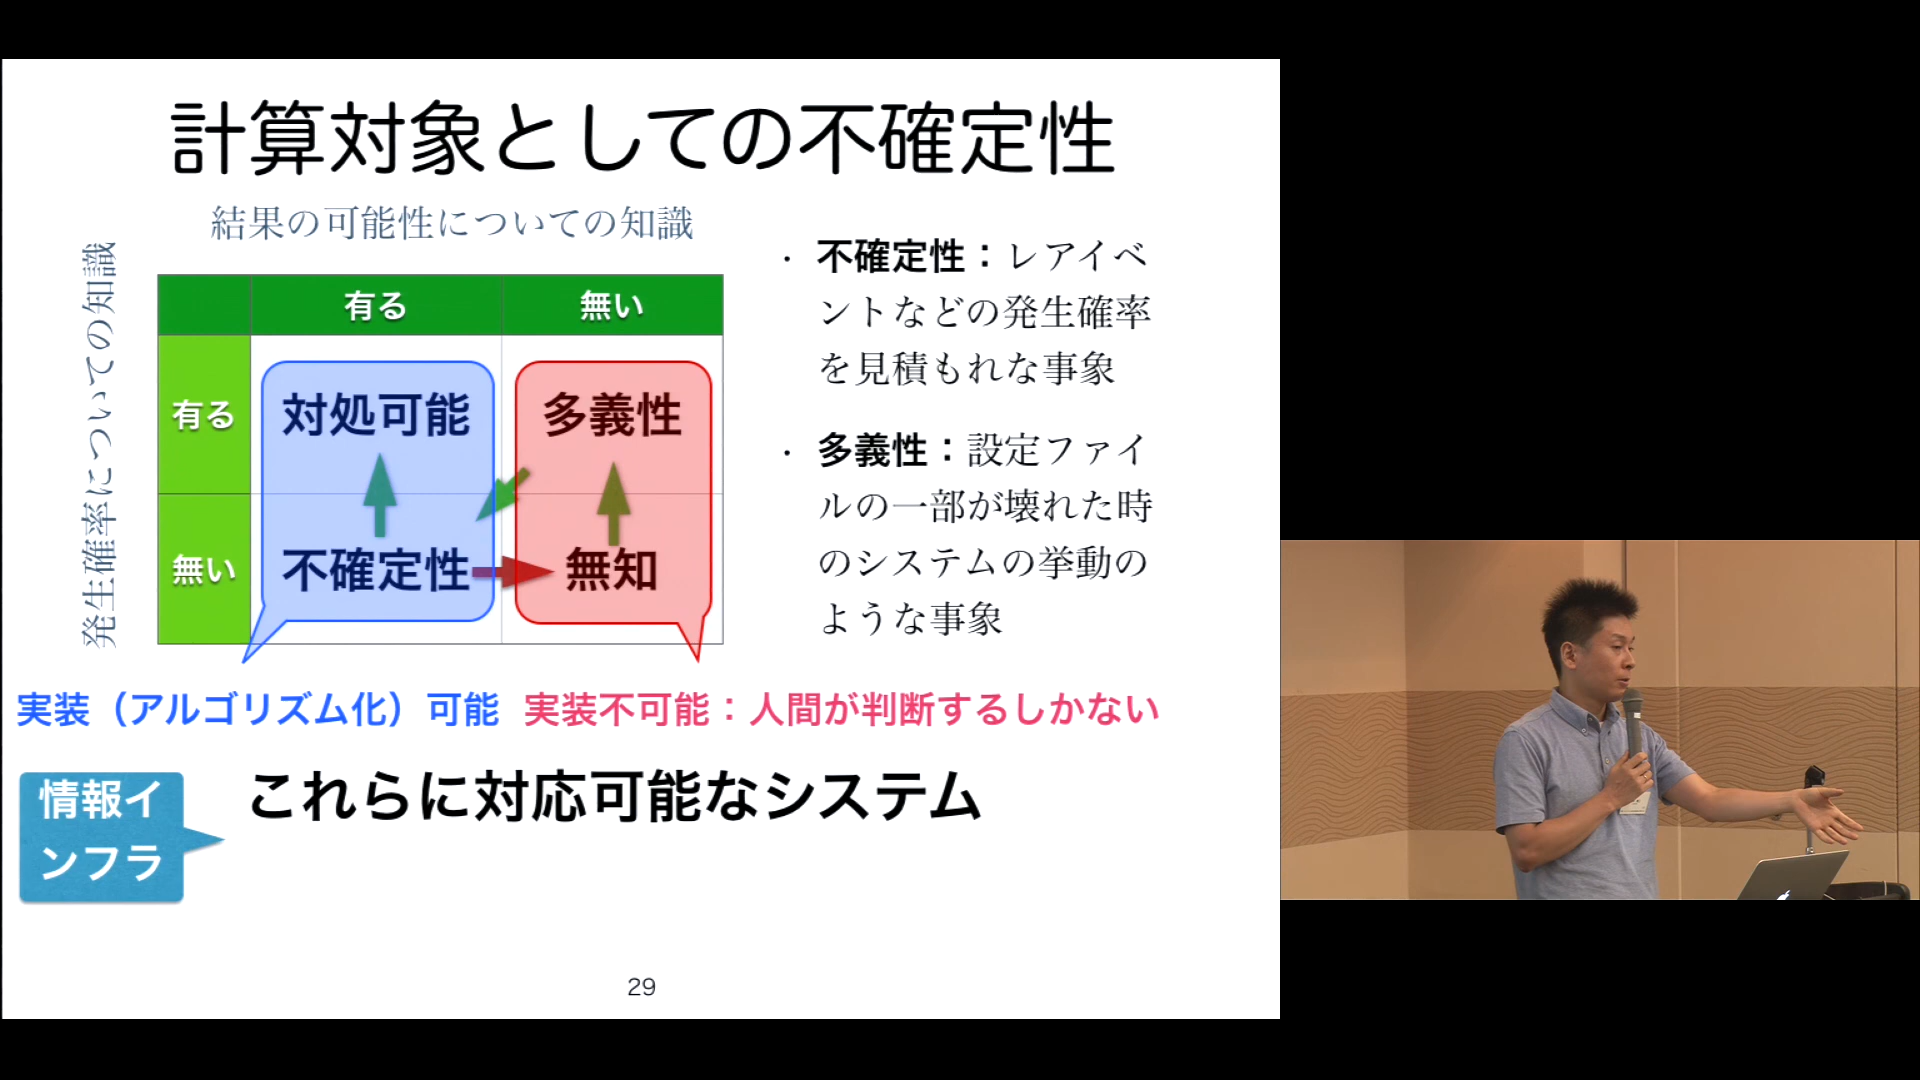 計算対象としての不確定性
結果の可能性についての知識
発生確率についての知識
有る
無い
有る
対処可能
多義性
無い
不確定性
無知
・ 不確定性：レアイベ
ントなどの発生確率
を見積もれな事象
・ 多義性：設定ファイ
ルの一部が壊れた時
のシステムの挙動の
ような事象
実装（アルゴリズム化）可能
実装不可能：人間が判断するしかない
情報イ
ンフラ
これらに対応可能なシステム
29